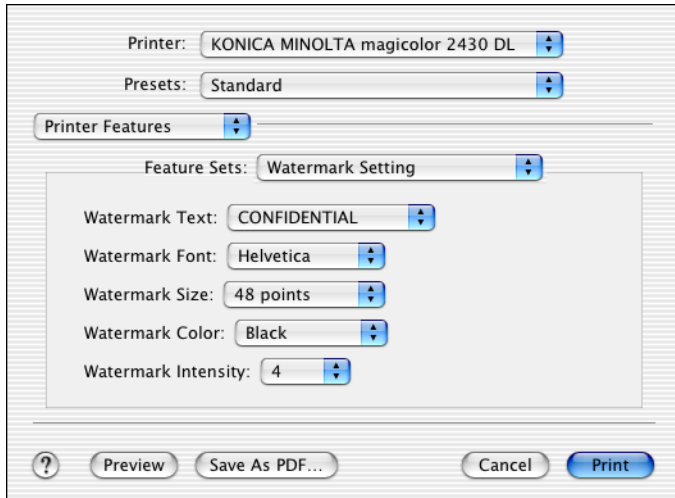 Printer: KONICA MINOLTA magicolor 2430 DL
Presets: Standard
Printer Features
Feature Sets: Watermark Setting
Watermark Text: CONFIDENTIAL
Watermark Font: Helvetica
Watermark Size: 48 points
Watermark Color: Black
Watermark Intensity: 4
? Preview Save As PDF... Cancel Print